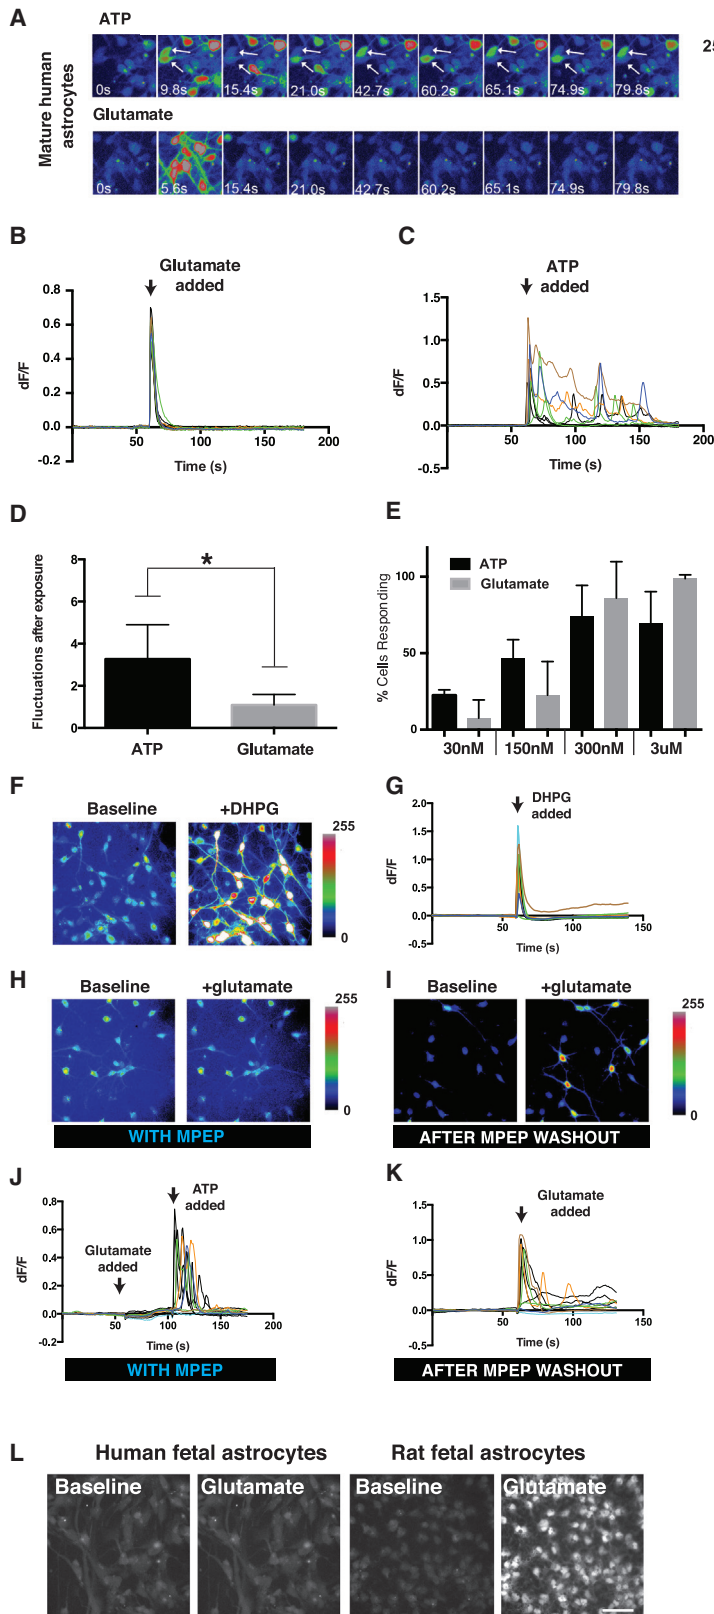 A
ATP
25
Mature human
astrocytes
0s 9.8s 15.4s 21.0s 42.7s 60.2s 65.1s 74.9s 79.8s
Glutamate
0s 5.6s 15.4s 21.0s 42.7s 60.2s 65.1s 74.9s 79.8s
B
Glutamate
added
0.8
0.6
0.4
0.2
0.0
-0.2
dF/F
50 100 150 200
Time (s)
C
ATP
added
1.5
1.0
0.5
0.0
-0.5
dF/F
50 100 150 200
Time (s)
D
Fluctuations after exposure
8
6
4
2
0
*
ATP Glutamate
E
% Cells Responding
100
50
0
ATP
Glutamate
30nM 150nM 300nM 3uM
F
Baseline +DHPG
255
0
G
DHPG
added
2.0
1.5
1.0
0.5
0.0
-0.5
dF/F
50 100 150
Time (s)
H
Baseline +glutamate
255
0
WITH MPEP
I
Baseline +glutamate
255
0
AFTER MPEP WASHOUT
J
ATP
added
Glutamate
added
0.8
0.6
0.4
0.2
0.0
-0.2
dF/F
50 100 150 200
Time (s)
WITH MPEP
K
Glutamate added
1.5
1.0
0.5
0.0
-0.5
dF/F
50 100 150
Time (s)
AFTER MPEP WASHOUT
L
Human fetal astrocytes Rat fetal astrocytes
Baseline Glutamate Baseline Glutamate